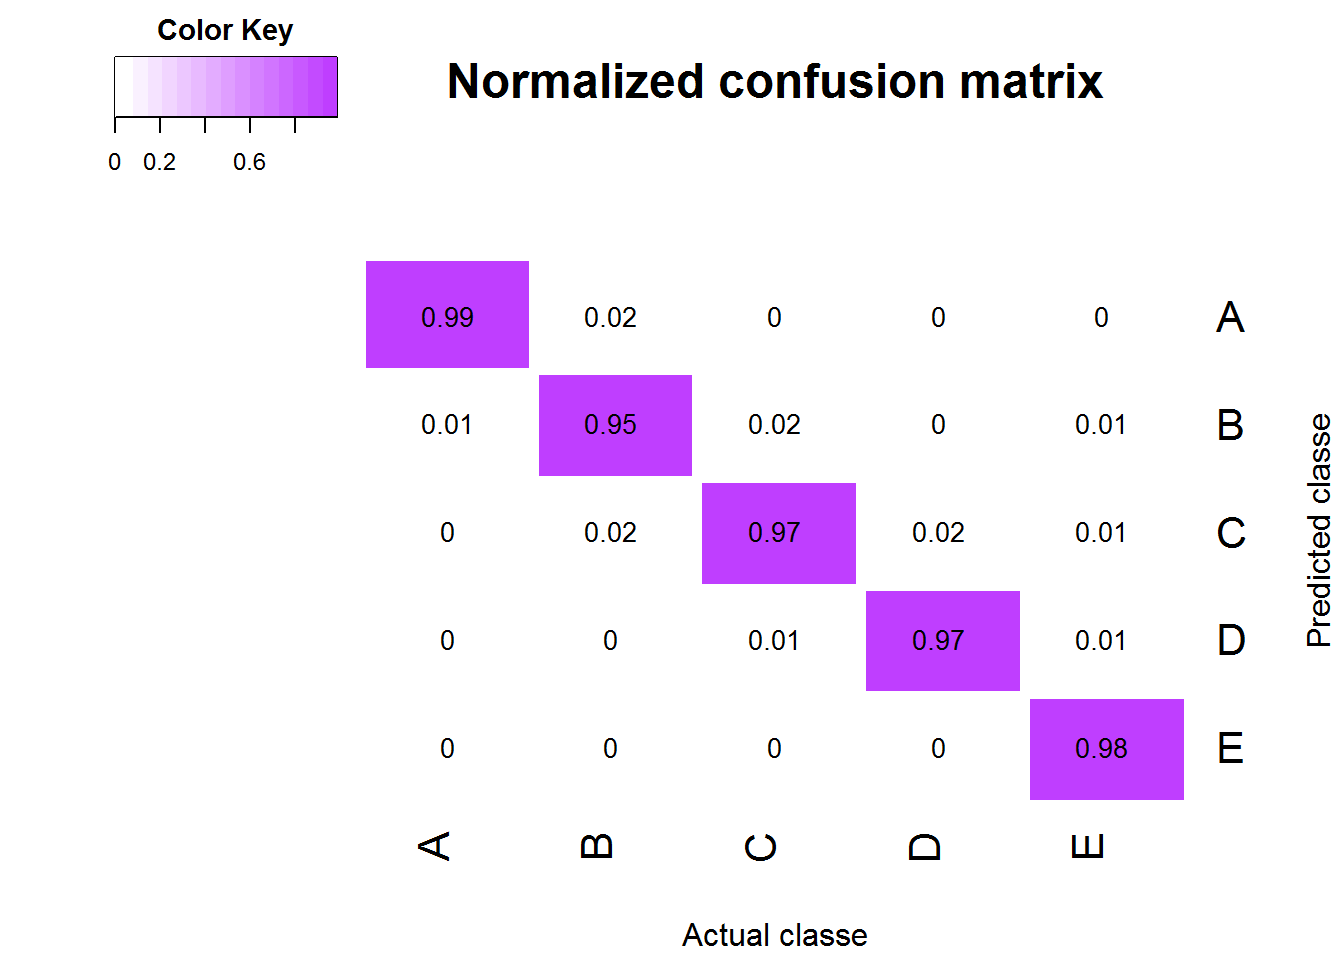 Color Key
0 0.2 0.6
Normalized confusion matrix
0.99 0.02 0 0 0 A
0.01 0.95 0.02 0 0.01 B
0 0.02 0.97 0.02 0.01 C
0 0 0.01 0.97 0.01 D
0 0 0 0 0.98 E
A B C D E
Actual classe
Predicted classe